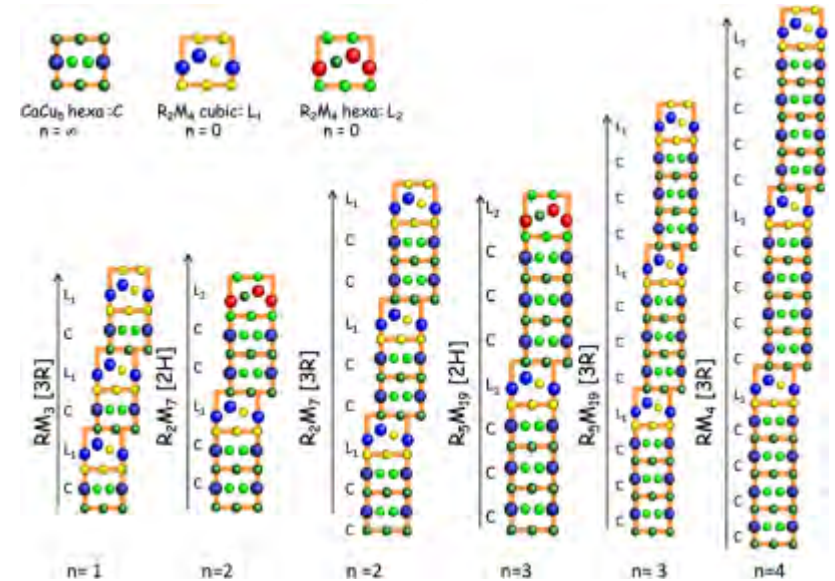 CaCu₅ hexa :C
n = ∞
R₂M₄ cubic: L₁
n = 0
R₂M₄ hexa: L₂
n = 0
RM₃ [3R]
L₁
C
L₁
C
L₁
C
n= 1
R₂M₇ [2H]
L₂
C
C
L₁
C
C
n=2
R₂M₇ [3R]
L₁
C
L₁
C
L₁
C
C
n =2
R₅M₁₉ [2H]
L₂
C
C
C
L₁
C
C
C
n=3
R₅M₁₉ [3R]
L₁
C
C
C
L₁
C
C
C
L₁
C
C
C
n= 3
RM₄ [3R]
L₁
C
C
C
C
L₁
C
C
C
C
L₁
C
C
C
C
n=4